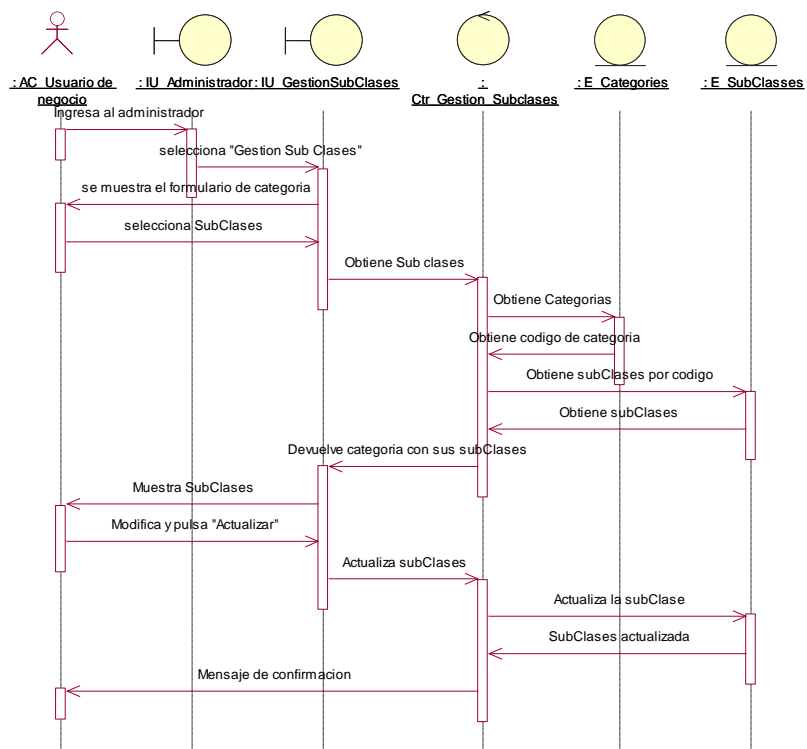 : AC_Usuario de
negocio
: IU_Administrador
: IU_GestionSubClases
:
Ctr_Gestion_Subclases
: E_Categories
: E_SubClasses
Ingresa al administrador
selecciona "Gestion Sub Clases"
se muestra el formulario de categoria
selecciona SubClases
Obtiene Sub clases
Obtiene Categorias
Obtiene codigo de categoria
Obtiene subClases por codigo
Obtiene subClases
Devuelve categoria con sus subClases
Muestra SubClases
Modifica y pulsa "Actualizar"
Actualiza subClases
Actualiza la subClase
SubClases actualizada
Mensaje de confirmacion